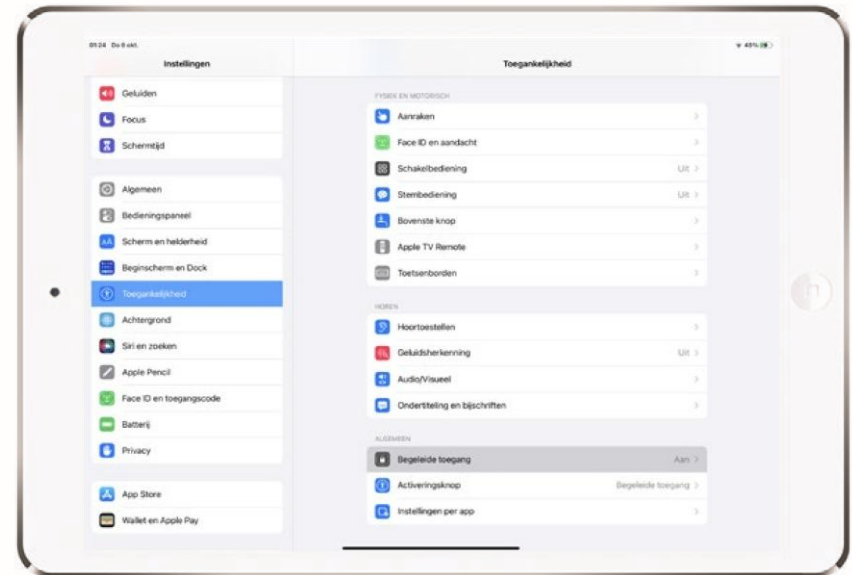 01:24 Do 6 okt.
49%
Instellingen
Toegankelijkheid
Geluiden
Focus
Schermtijd
Algemeen
Bedieningspaneel
AA Scherm en helderheid
Beginscherm en Dock
Toegankelijkheid
Achtergrond
Siri en zoeken
Apple Pencil
Face ID en toegangscode
Batterij
Privacy
App Store
Wallet en Apple Pay
FYSIEK EN MOTORISCH
Aanraken
Face ID en aandacht
Schakelbediening Uit
Stembediening Uit
Bovenste knop
Apple TV Remote
Toetsenborden
HOREN
Hoortoestellen
Geluidsherkenning Uit
Audio/Visueel
Ondertiteling en bijschriften
ALGEMEEN
Begeleide toegang Aan
Activeringsknop Begeleide toegang
Instellingen per app